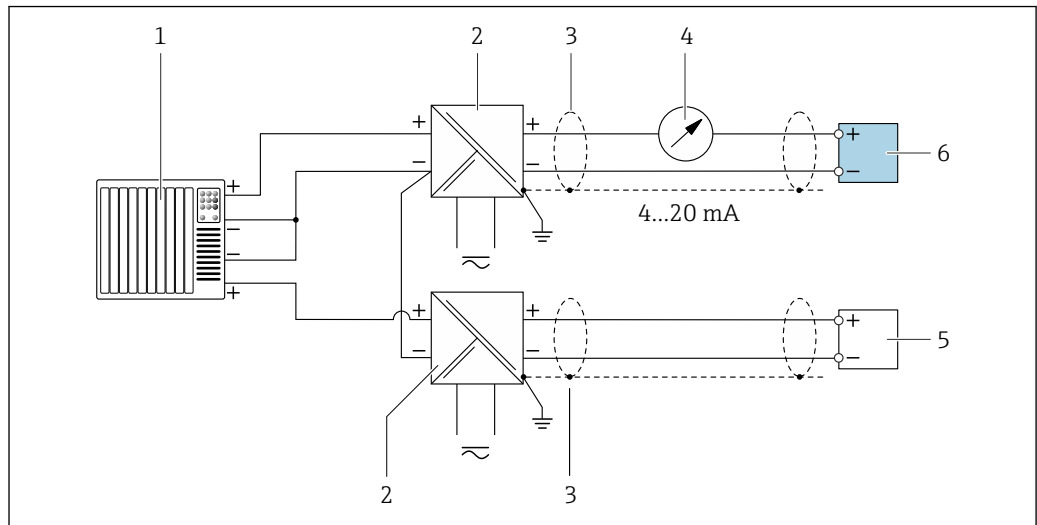 1 2 3 4
+ + +
− − − 6
+
−
4...20 mA
−
+
+ + + 5
− − −
2 3